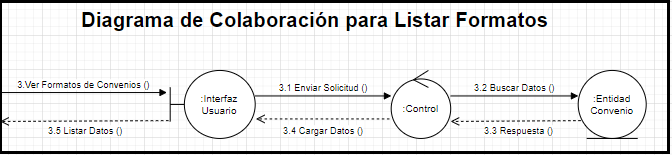 Diagrama de Colaboración para Listar Formatos
3.Ver Formatos de Convenios ()
3.5 Listar Datos ()
:Interfaz
Usuario
3.1 Enviar Solicitud ()
3.4 Cargar Datos ()
:Control
3.2 Buscar Datos ()
3.3 Respuesta ()
:Entidad
Convenio